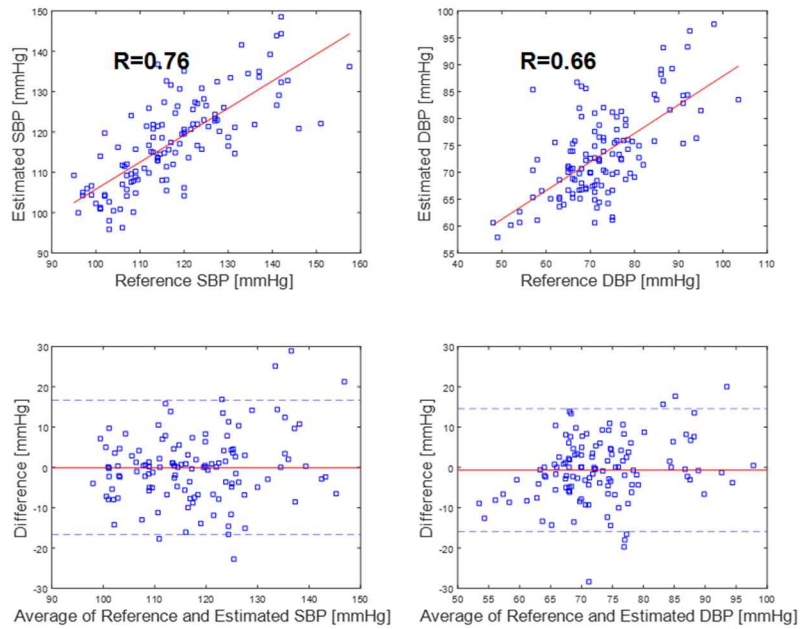 150
140
130
120
110
100
90
Estimated SBP [mmHg]
R=0.76
90 100 110 120 130 140 150 160
Reference SBP [mmHg]
100
95
90
85
80
75
70
65
60
55
Estimated DBP [mmHg]
R=0.66
40 50 60 70 80 90 100 110
Reference DBP [mmHg]
30
20
10
0
-10
-20
-30
Difference [mmHg]
90 100 110 120 130 140 150
Average of Reference and Estimated SBP [mmHg]
30
20
10
0
-10
-20
-30
Difference [mmHg]
50 55 60 65 70 75 80 85 90 95 100
Average of Reference and Estimated DBP [mmHg]